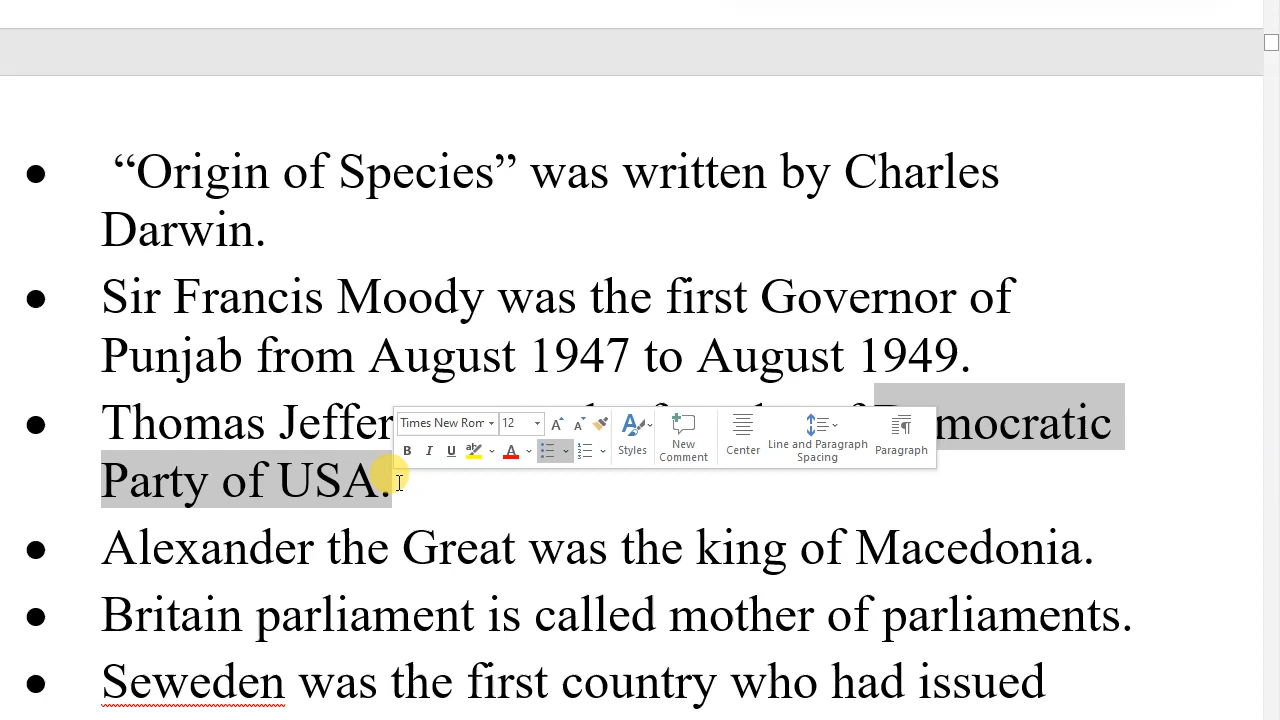 “Origin of Species” was written by Charles
Darwin.
Sir Francis Moody was the first Governor of
Punjab from August 1947 to August 1949.
Thomas Jeffer
mocratic
Times New Rom
12
B I U
A
Styles
New
Comment
Center
Line and Paragraph
Spacing
Paragraph
Party of USA.
Alexander the Great was the king of Macedonia.
Britain parliament is called mother of parliaments.
Seweden was the first country who had issued